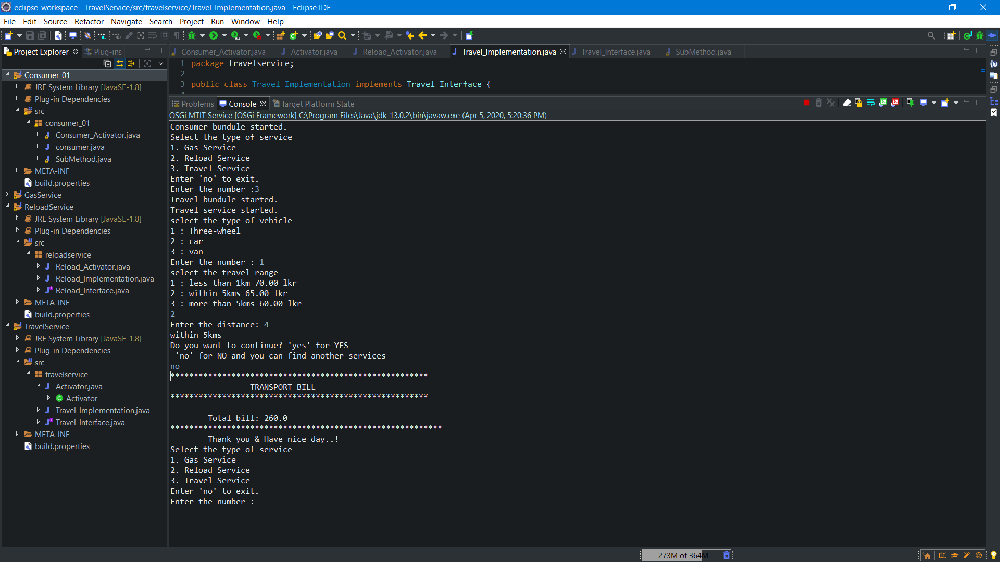 eclipse-workspace - TravelService/src/travelservice/Travel_Implementation.java - Eclipse IDE
File Edit Source Refactor Navigate Search Project Run Window Help
Project Explorer Plug-ins
Consumer_01
JRE System Library [JavaSE-1.8]
Plug-in Dependencies
src
consumer_01
Consumer_Activator.java
consumer.java
SubMethod.java
META-INF
build.properties
GasService
ReloadService
JRE System Library [JavaSE-1.8]
Plug-in Dependencies
src
reloadservice
Reload_Activator.java
Reload_Implementation.java
Reload_Interface.java
META-INF
build.properties
TravelService
JRE System Library [JavaSE-1.8]
Plug-in Dependencies
src
travelservice
Activator.java
Activator
Travel_Implementation.java
Travel_Interface.java
META-INF
build.properties
Consumer_Activator.java Activator.java Reload_Activator.java Travel_Implementation.java Travel_Interface.java SubMethod.java
1 package travelservice;
2
3 public class Travel_Implementation implements Travel_Interface {
Problems Console Target Platform State
OSGi MTIT Service [OSGi Framework] C:\Program Files\Java\jdk-13.0.2\bin\javaw.exe (Apr 5, 2020, 5:20:36 PM)
Consumer bundule started.
Select the type of service
1. Gas Service
2. Reload Service
3. Travel Service
Enter 'no' to exit.
Enter the number :3
Travel bundule started.
Travel service started.
select the type of vehicle
1 : Three-wheel
2 : car
3 : van
Enter the number : 1
select the travel range
1 : less than 1km 70.00 lkr
2 : within 5kms 65.00 lkr
3 : more than 5kms 60.00 lkr
2
Enter the distance: 4
within 5kms
Do you want to continue? 'yes' for YES
'no' for NO and you can find another services
no
*******************************************************
TRANSPORT BILL
*******************************************************
--------------------------------------------------------
Total bill: 260.0
**********************************************************
Thank you & Have nice day..!
Select the type of service
1. Gas Service
2. Reload Service
3. Travel Service
Enter 'no' to exit.
Enter the number :
273M of 364M